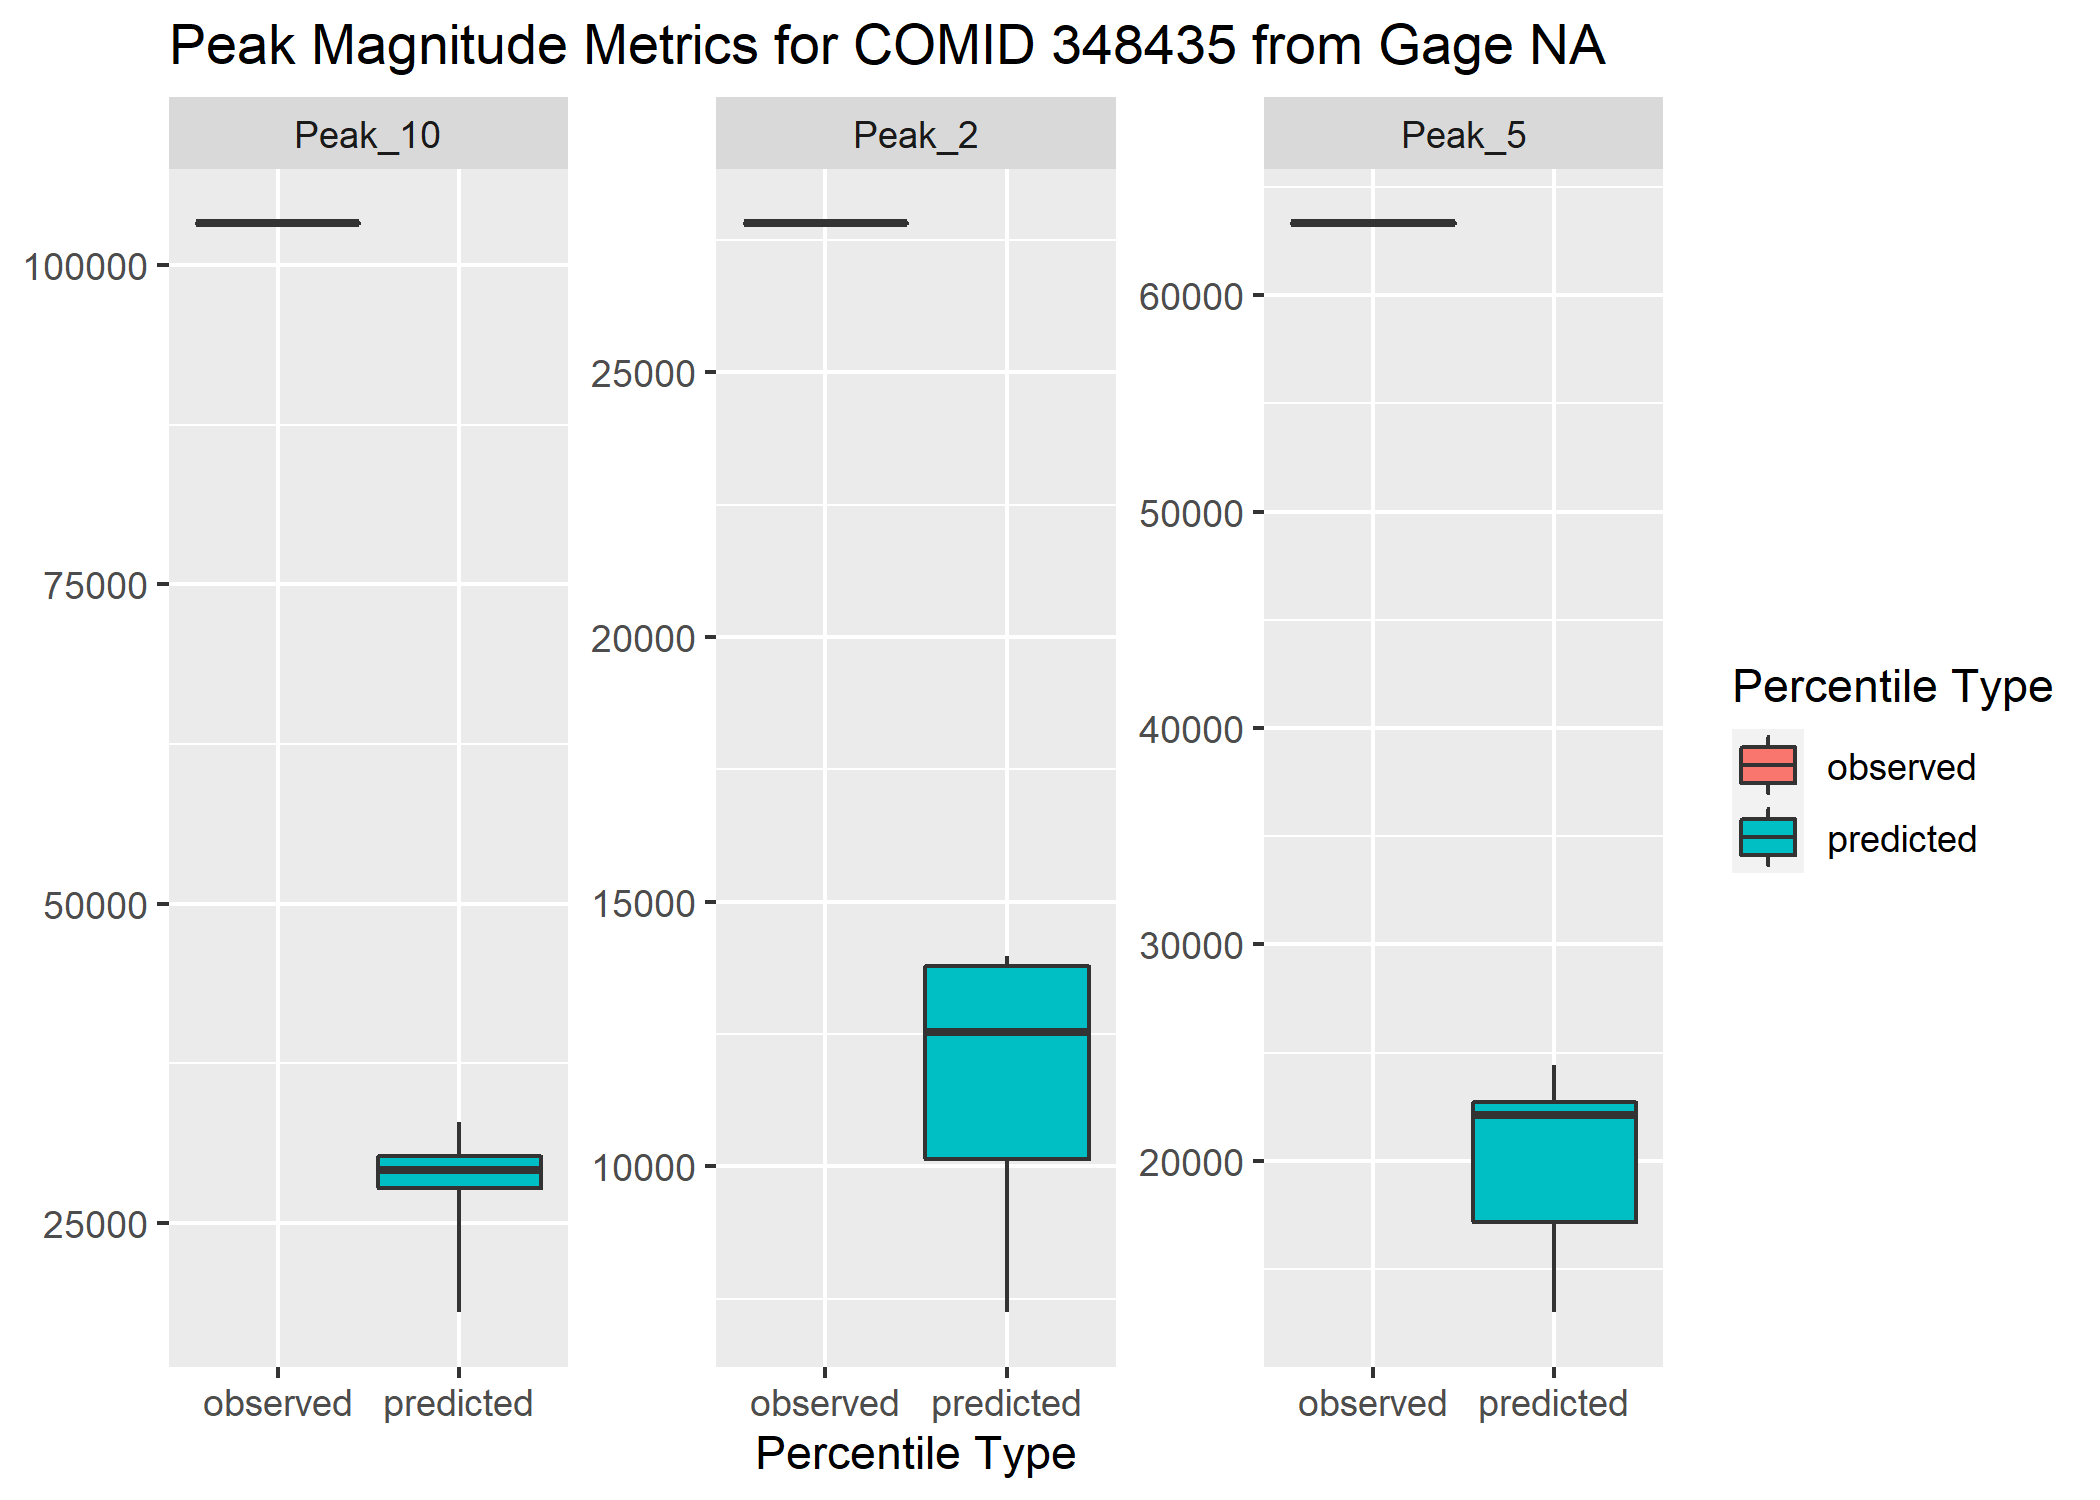 Peak Magnitude Metrics for COMID 348435 from Gage NA
Peak_10
Peak_2
Peak_5
100000
75000
50000
25000
25000
20000
15000
10000
60000
50000
40000
30000
20000
observed predicted
observed predicted
observed predicted
Percentile Type
Percentile Type
observed
predicted